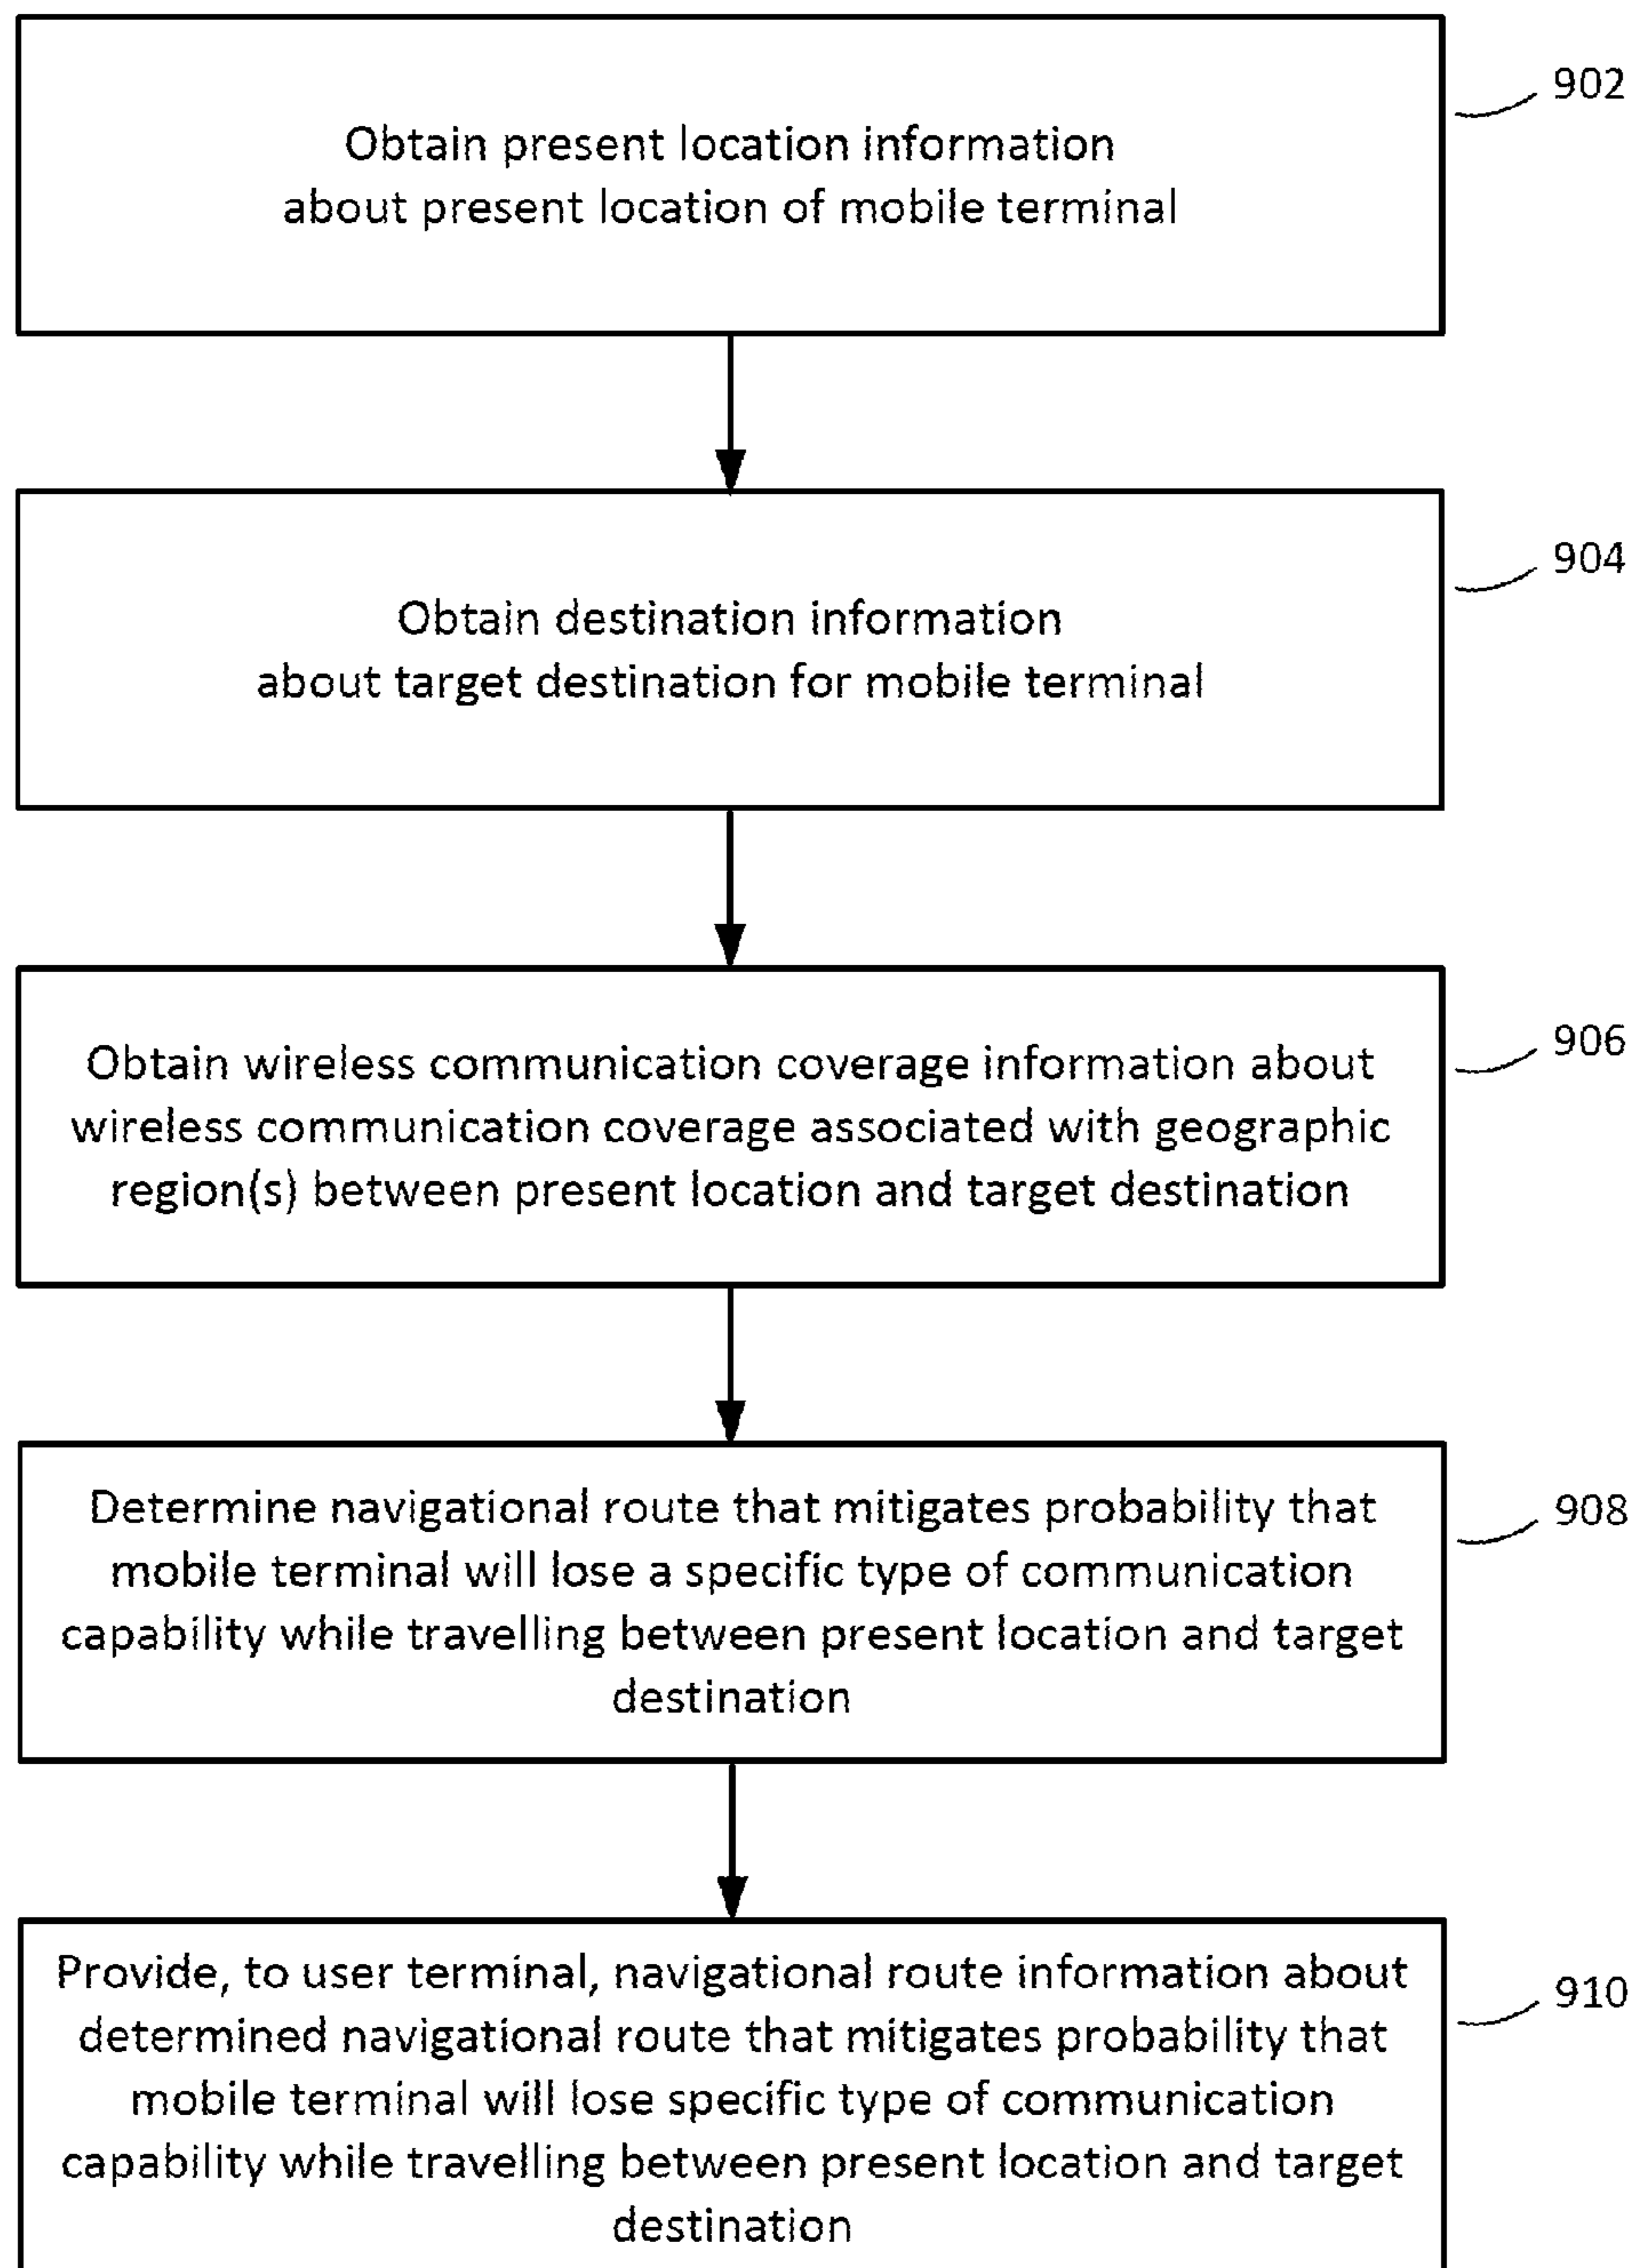 Obtain present location information
about present location of mobile terminal
902
Obtain destination information
about target destination for mobile terminal
904
Obtain wireless communication coverage information about
wireless communication coverage associated with geographic
region(s) between present location and target destination
906
Determine navigational route that mitigates probability that
mobile terminal will lose a specific type of communication
capability while travelling between present location and target
destination
908
Provide, to user terminal, navigational route information about
determined navigational route that mitigates probability that
mobile terminal will lose specific type of communication
capability while travelling between present location and target
destination
910